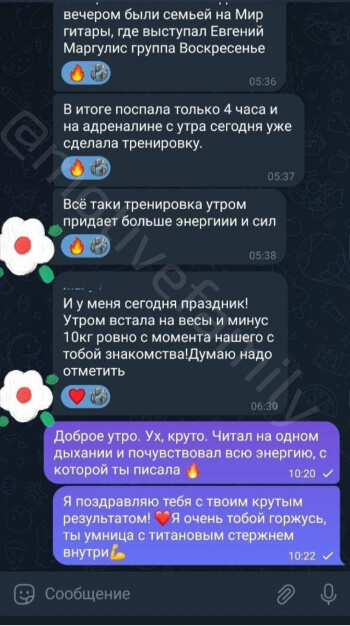 вечером были семьей на Мир
гитары, где выступал Евгений
Маргулис группа Воскресенье
05:36
В итоге поспала только 4 часа и
на адреналине с утра сегодня уже
сделала тренировку.
05:37
Всё таки тренировка утром
придает больше энергиии и сил
05:38
И у меня сегодня праздник!
Утром встала на весы и минус
10кг ровно с момента нашего с
тобой знакомства!Думаю надо
отметить
06:30
Доброе утро. Ух, круто. Читал на одном
дыхании и почувствовал всю энергию, с
которой ты писала 🔥
10:20
Я поздравляю тебя с твоим крутым
результатом! ❤️Я очень тобой горжусь,
ты умница с титановым стержнем
внутри💪
10:22
Сообщение